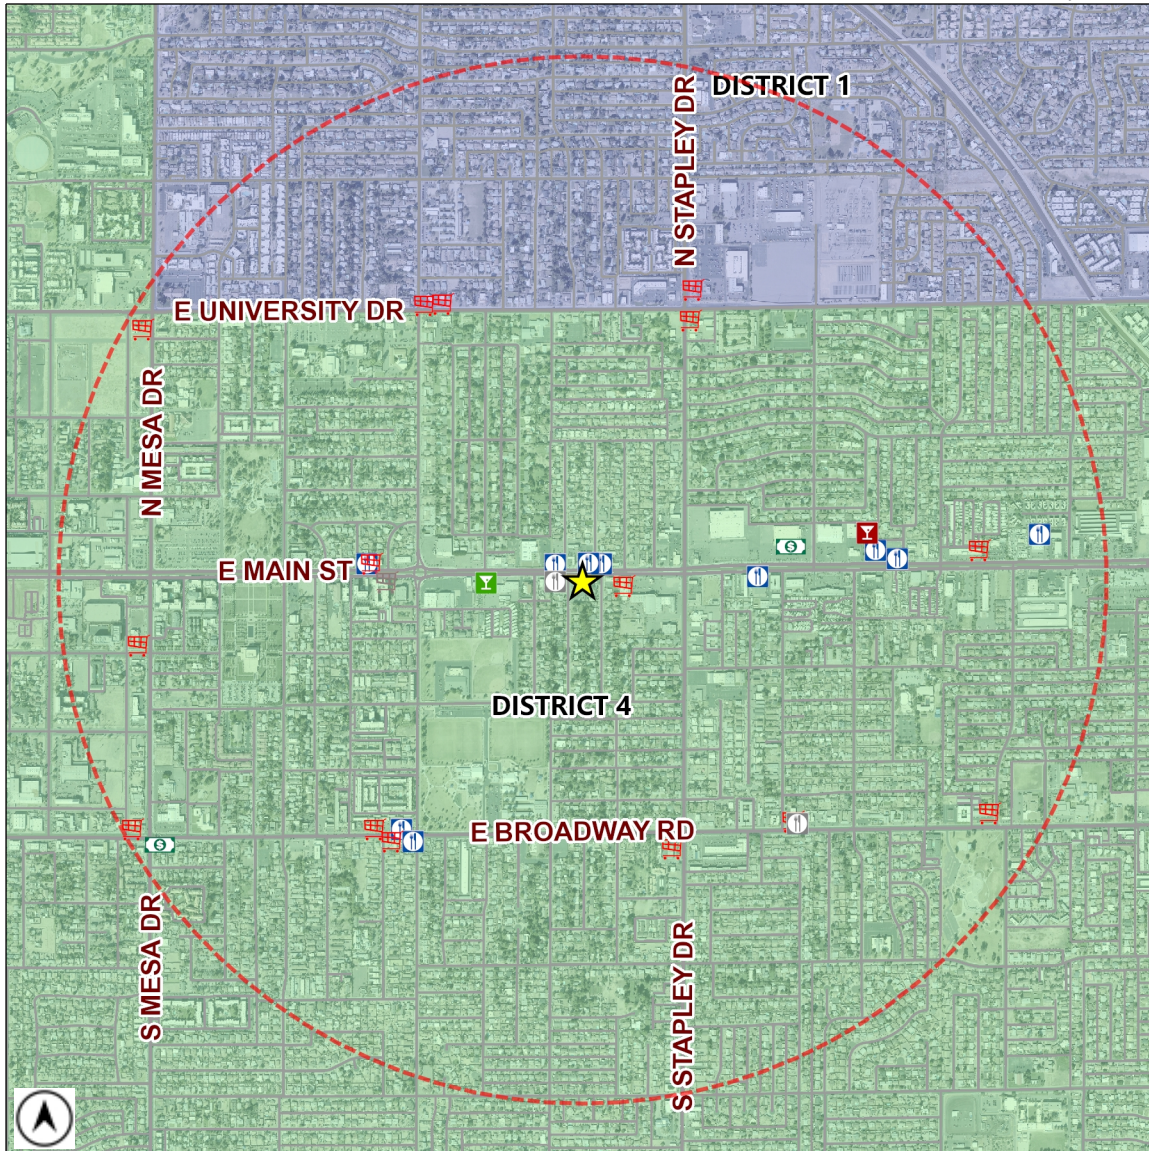 DISTRICT 1
N STAPLEY DR
E UNIVERSITY DR
N MESA DR
E MAIN ST
DISTRICT 4
E BROADWAY RD
S MESA DR
S STAPLEY DR